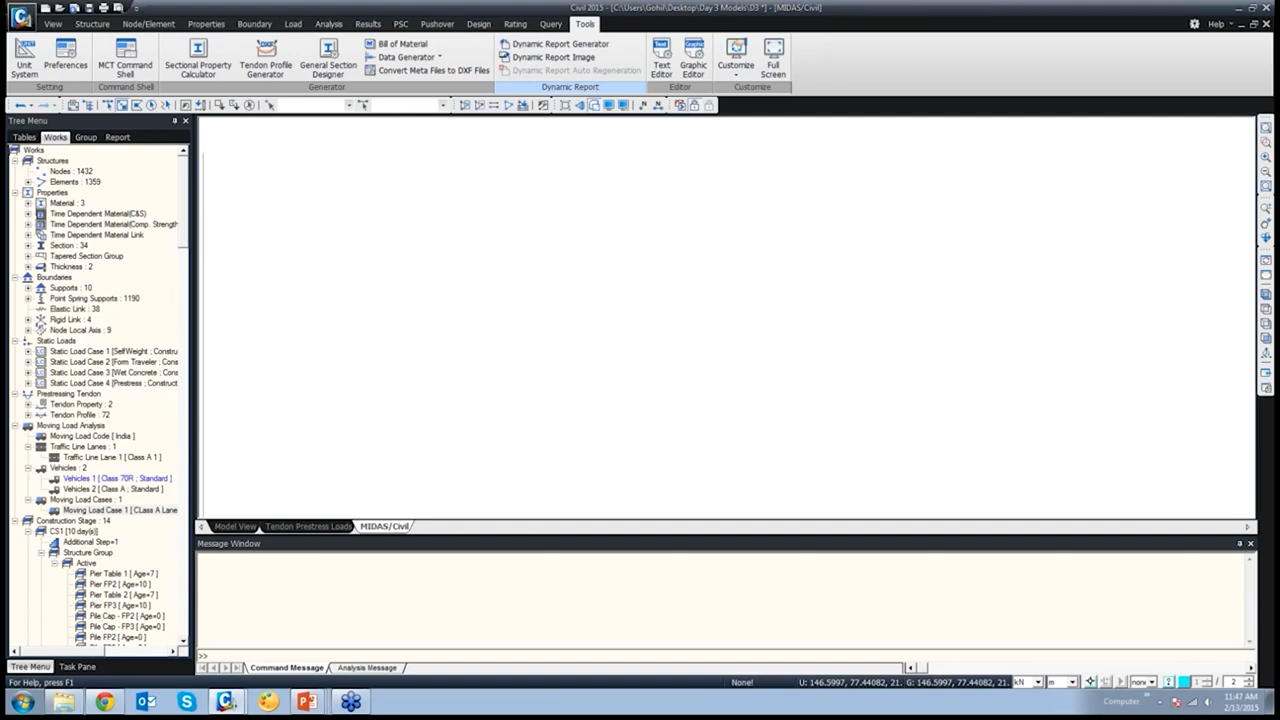 Civil 2015 - [C:\Users\Gohil\Desktop\Day 3 Models\D3 *] - [MIDAS/Civil]
View Structure Node/Element Properties Boundary Load Analysis Results PSC Pushover Design Rating Query Tools Help
Unit System
Preferences
MCT Command Shell
Sectional Property Calculator
Tendon Profile Generator
General Section Designer
Bill of Material
Data Generator
Convert Meta Files to DXF Files
Dynamic Report Generator
Dynamic Report Image
Dynamic Report Auto Regeneration
Text Editor
Graphic Editor
Customize
Full Screen
Setting Command Shell Generator Dynamic Report Editor Customize
Tree Menu
Tables Works Group Report
Works
Structures
Nodes : 1432
Elements : 1359
Properties
Material : 3
Time Dependent Material(C&S)
Time Dependent Material(Comp. Strength
Time Dependent Material Link
Section : 34
Tapered Section Group
Thickness : 2
Boundaries
Supports : 10
Point Spring Supports : 1190
Elastic Link : 38
Rigid Link : 4
Node Local Axis : 9
Static Loads
Static Load Case 1 [SelfWeight ; Constru
Static Load Case 2 [Form Traveler ; Cons
Static Load Case 3 [Wet Concrete ; Cons
Static Load Case 4 [Prestress ; Construct
Prestressing Tendon
Tendon Property : 2
Tendon Profile : 72
Moving Load Analysis
Moving Load Code [ India ]
Traffic Line Lanes : 1
Traffic Line Lane 1 [ Class A 1 ]
Vehicles : 2
Vehicles 1 [ Class 70R ; Standard ]
Vehicles 2 [ Class A ; Standard ]
Moving Load Cases : 1
Moving Load Case 1 [ CLass A Lane
Construction Stage : 14
CS1 [10 day(s)]
Additional Step=1
Structure Group
Active
Pier Table 1 [ Age=7 ]
Pier FP2 [ Age=10 ]
Pier Table 2 [ Age=7 ]
Pier FP3 [ Age=10 ]
Pile Cap - FP2 [ Age=0 ]
Pile Cap - FP3 [ Age=0 ]
Pile FP2 [ Age=0 ]
Model View Tendon Prestress Loads MIDAS/Civil
Message Window
>>
Command Message Analysis Message
Tree Menu Task Pane
For Help, press F1 None! U: 146.5997, 77.44082, 21. G: 146.5997, 77.44082, 21. kN m none 1 / 2
Computer
11:47 AM
2/13/2015